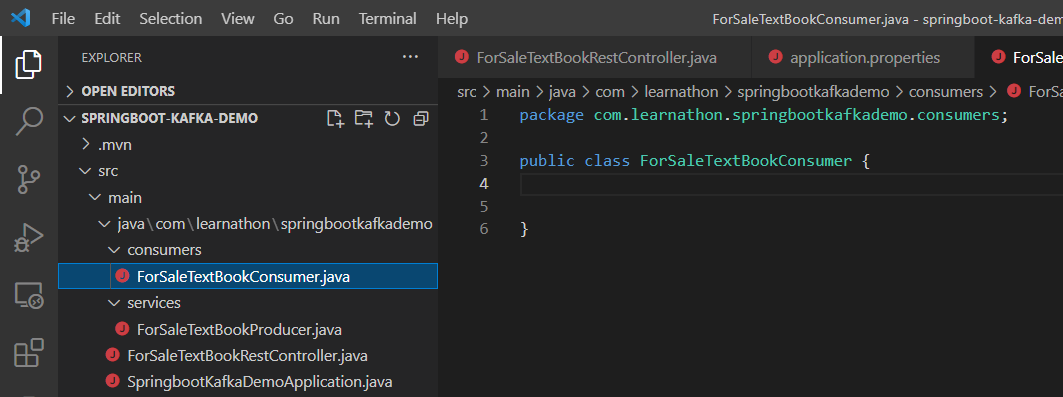 File Edit Selection View Go Run Terminal Help ForSaleTextBookConsumer.java - springboot-kafka-dem
EXPLORER ···
OPEN EDITORS
SPRINGBOOT-KAFKA-DEMO
.mvn
src
main
java\com\learnathon\springbootkafkademo
consumers
ForSaleTextBookConsumer.java
services
ForSaleTextBookProducer.java
ForSaleTextBookRestController.java
SpringbootKafkaDemoApplication.java
ForSaleTextBookRestController.java application.properties ForSale
src > main > java > com > learnathon > springbootkafkademo > consumers > ForS
1 package com.learnathon.springbootkafkademo.consumers;
2
3 public class ForSaleTextBookConsumer {
4
5
6 }